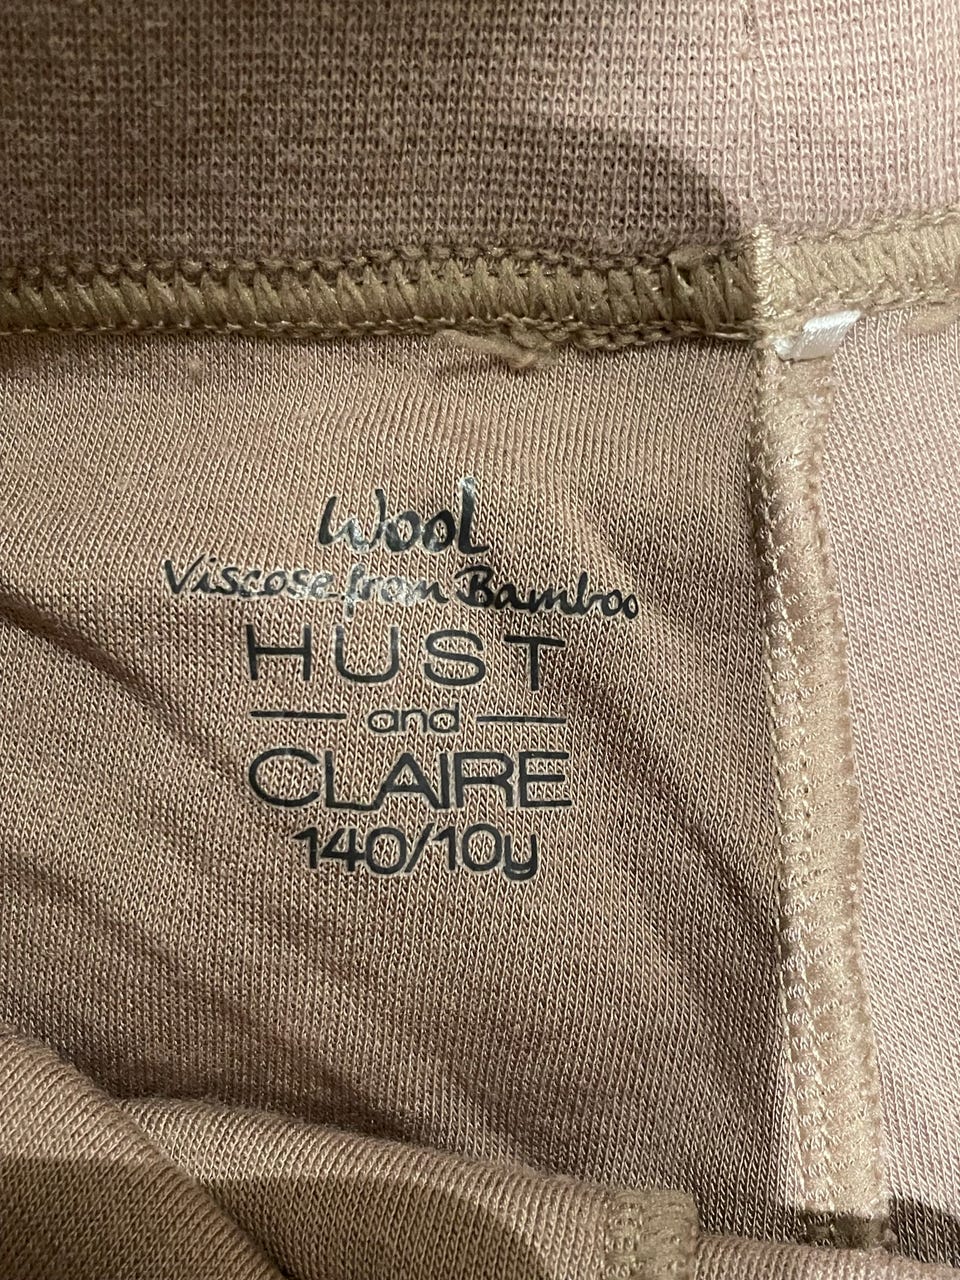 Wool
Viscose from Bamboo
HUST
and
CLAIRE
140/10y